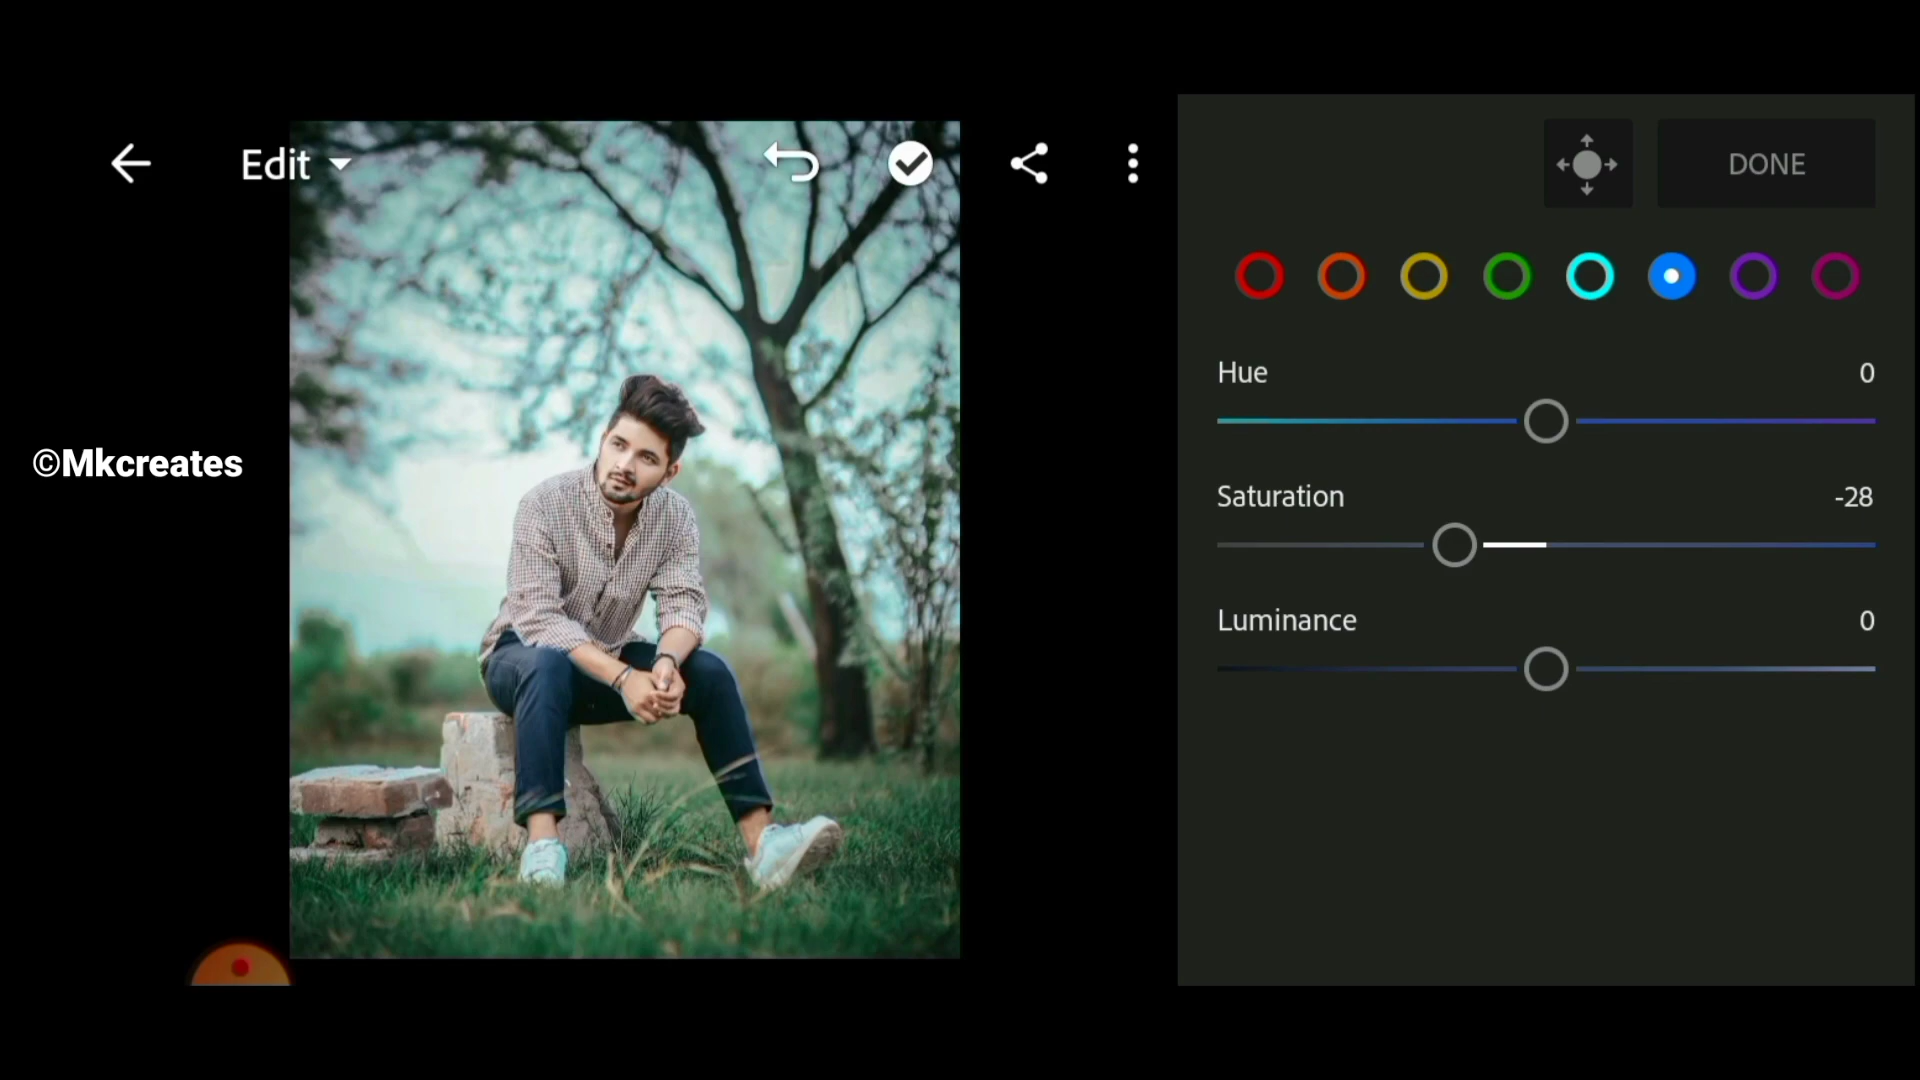 Edit
DONE
Hue 0
©Mkcreates
Saturation -28
Luminance 0